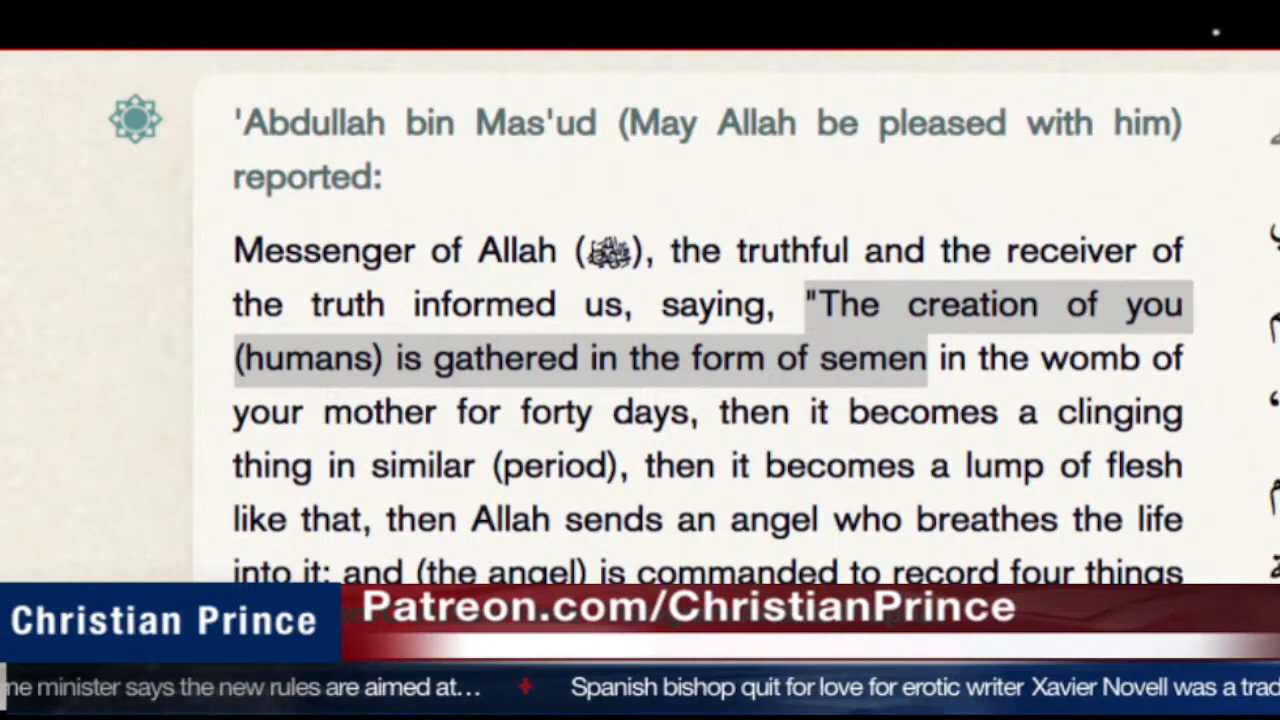 'Abdullah bin Mas'ud (May Allah be pleased with him)
reported:
Messenger of Allah (ﷺ), the truthful and the receiver of
the truth informed us, saying, "The creation of you
(humans) is gathered in the form of semen in the womb of
your mother for forty days, then it becomes a clinging
thing in similar (period), then it becomes a lump of flesh
like that, then Allah sends an angel who breathes the life
into it; and (the angel) is commanded to record four things
Christian Prince
Patreon.com/ChristianPrince
me minister says the new rules are aimed at... Spanish bishop quit for love for erotic writer Xavier Novell was a trad